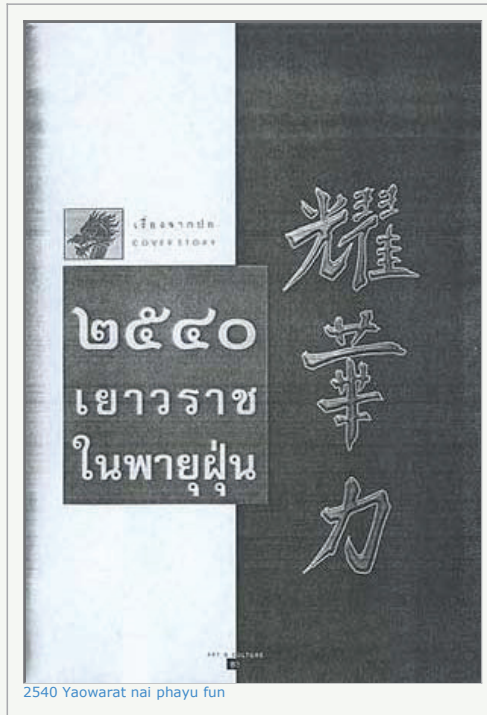 เรื่องจากปก
COVER STORY
๒๕๔๐
เยาวราช
ในพายุฝุ่น
耀
華
力
ART & CULTURE
2540 Yaowarat nai phayu fun